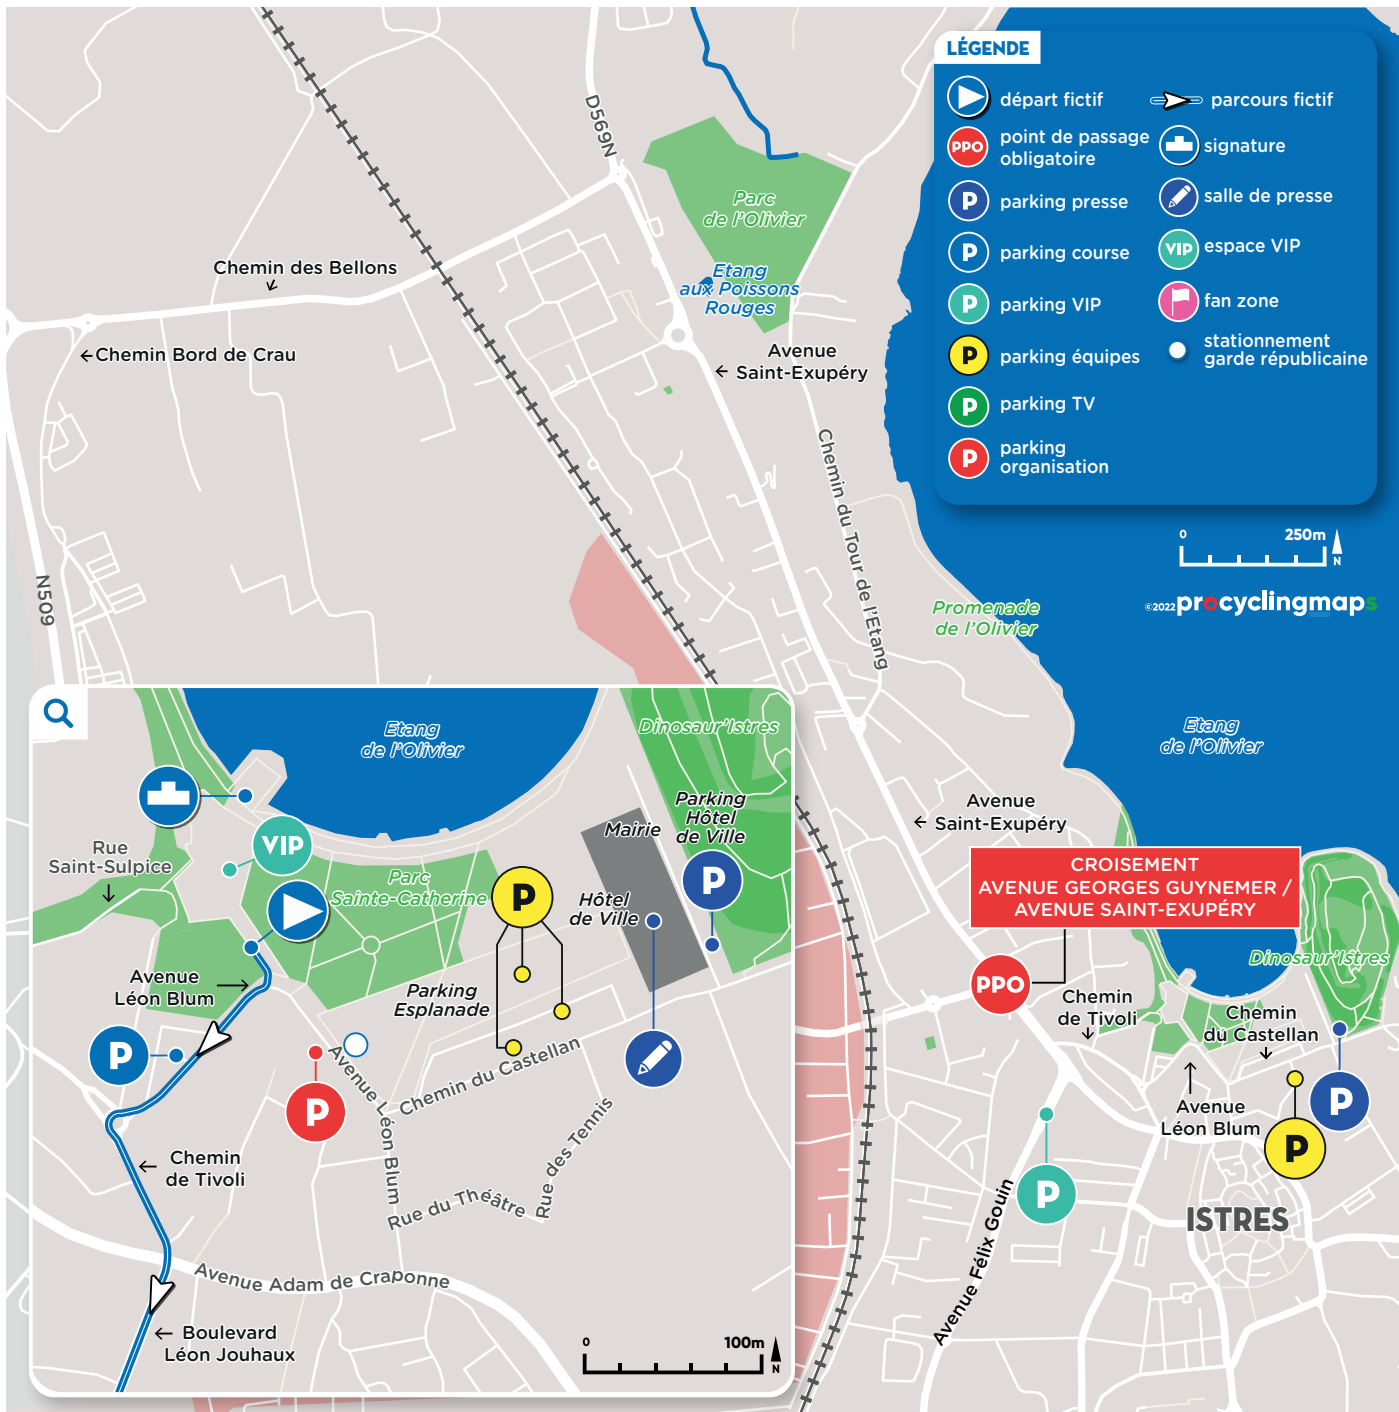 LÉGENDE
départ fictif
parcours fictif
PPO
point de passage
obligatoire
signature
P
parking presse
salle de presse
P
parking course
VIP
espace VIP
P
parking VIP
fan zone
P
parking équipes
stationnement
garde républicaine
P
parking TV
P
parking
organisation
0
250m
N
©2022 procyclingmaps
D569N
Parc
de l'Olivier
Etang
aux Poissons
Rouges
Chemin des Bellons
Chemin Bord de Crau
Avenue
Saint-Exupéry
Chemin du Tour de l'Etang
N509
Promenade
de l'Olivier
Etang
de l'Olivier
Avenue
Saint-Exupéry
CROISEMENT
AVENUE GEORGES GUYNEMER /
AVENUE SAINT-EXUPÉRY
PPO
Dinosaur'Istres
Chemin
de Tivoli
Chemin
du Castellan
Avenue
Léon Blum
P
P
P
Avenue Félix Gouin
ISTRES
Etang
de l'Olivier
Dinosaur'Istres
Parking
Hôtel
de Ville
Mairie
VIP
Rue
Saint-Sulpice
Parc
Sainte-Catherine
P
P
Hôtel
de Ville
Avenue
Léon Blum
Parking
Esplanade
P
P
Avenue Léon Blum
Chemin du Castellan
Chemin
de Tivoli
Rue des Tennis
Rue du Théâtre
Avenue Adam de Craponne
Boulevard
Léon Jouhaux
0
100m
N